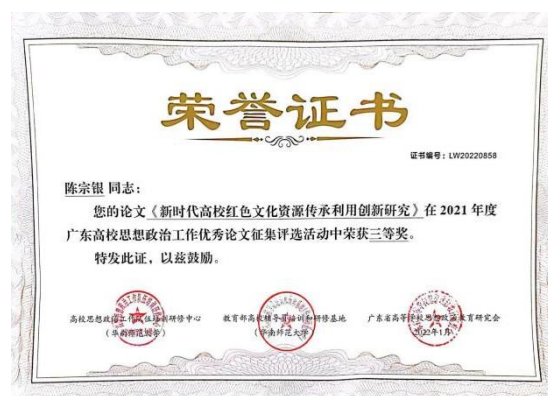 荣誉证书
证书编号：LW20220858
陈宗银 同志：
您的论文《新时代高校红色文化资源传承利用创新研究》在 2021 年度
广东高校思想政治工作优秀论文征集评选活动中荣获三等奖。
特发此证，以兹鼓励。
高校思想政治工作队伍培训研修中心 教育部高校辅导员培训和研修基地 广东省高等学校思想政治教育研究会
（华南师范大学） （华南师范大学） 2022年1月